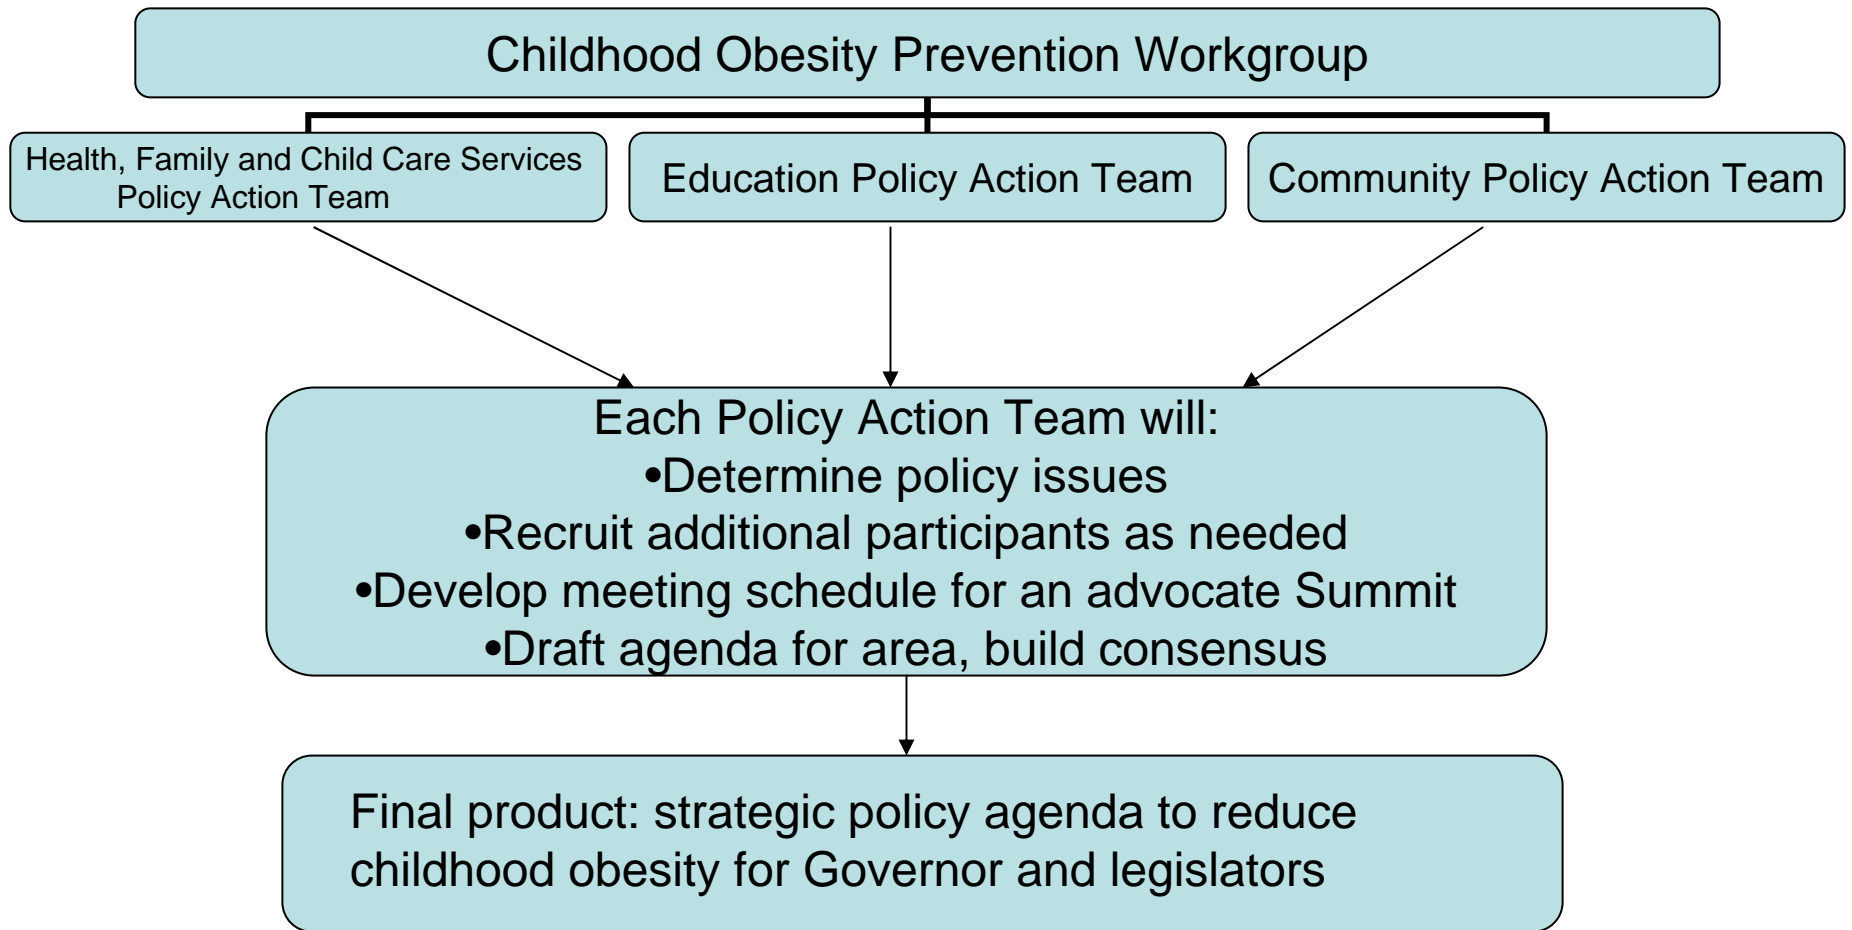 Childhood Obesity Prevention Workgroup
Health, Family and Child Care Services
Policy Action Team
Education Policy Action Team
Community Policy Action Team
Each Policy Action Team will:
•Determine policy issues
•Recruit additional participants as needed
•Develop meeting schedule for an advocate Summit
•Draft agenda for area, build consensus
Final product: strategic policy agenda to reduce
childhood obesity for Governor and legislators